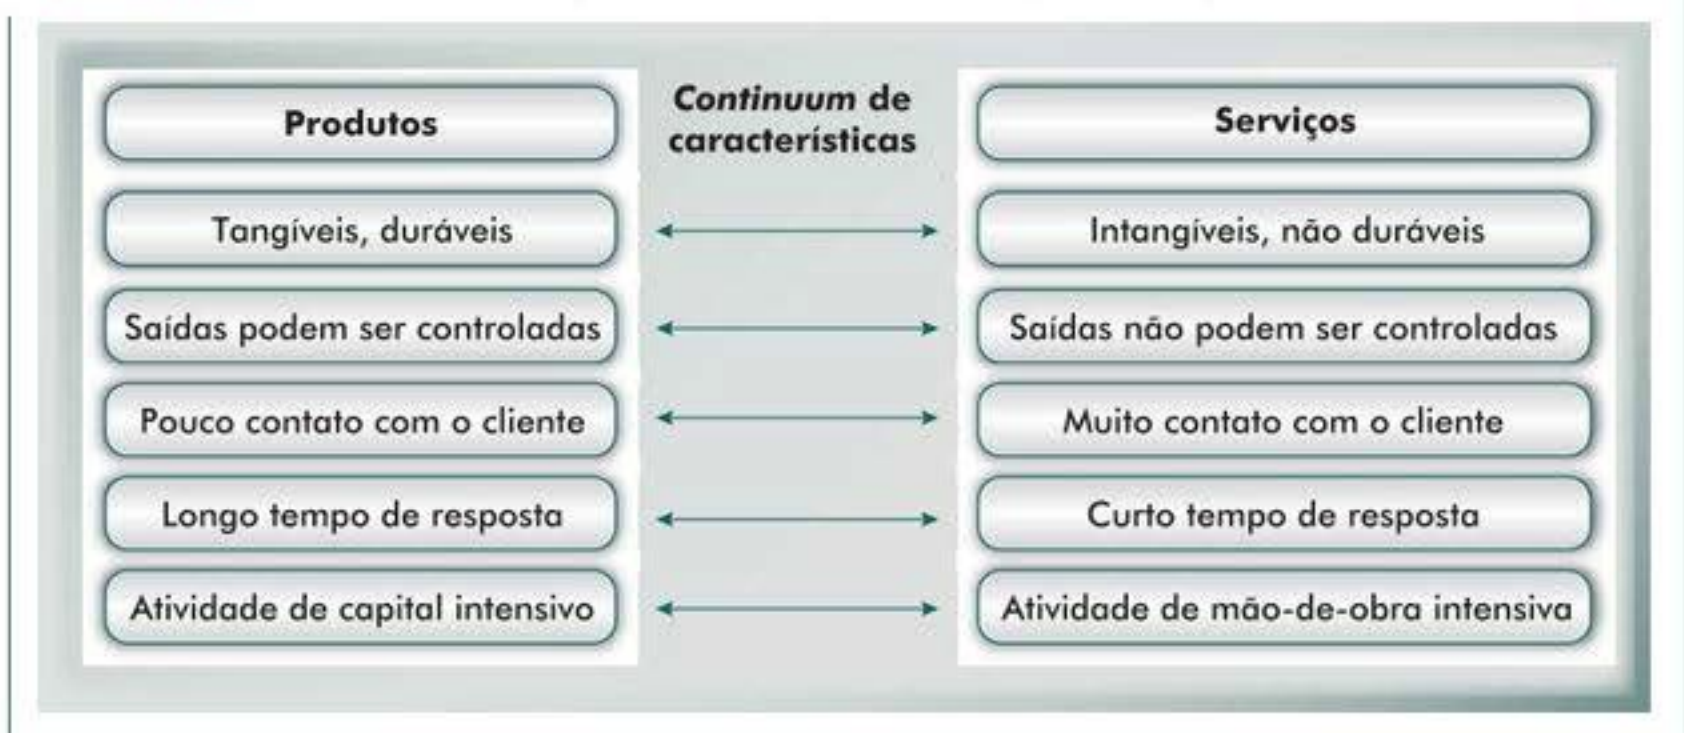 Produtos
Continuum de
características
Serviços
Tangíveis, duráveis
Intangíveis, não duráveis
Saídas podem ser controladas
Saídas não podem ser controladas
Pouco contato com o cliente
Muito contato com o cliente
Longo tempo de resposta
Curto tempo de resposta
Atividade de capital intensivo
Atividade de mão-de-obra intensiva